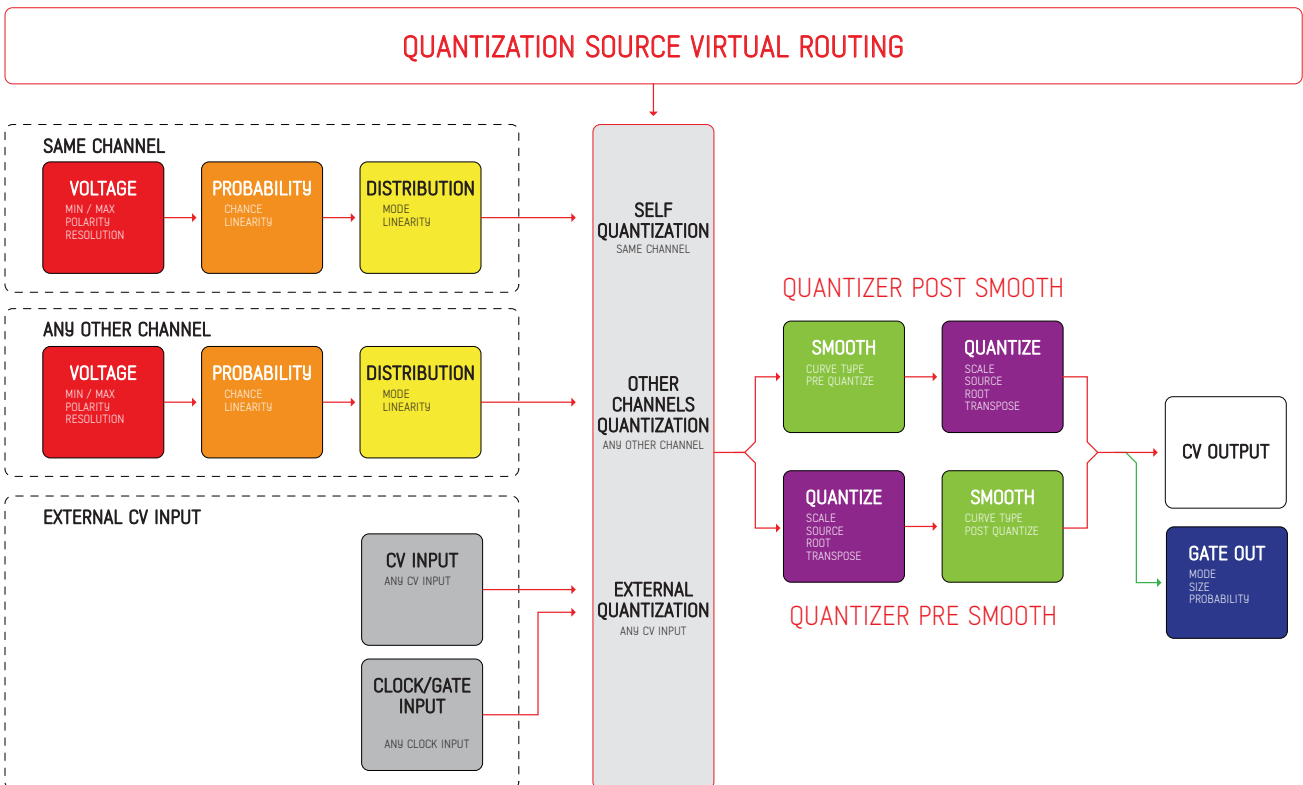 QUANTIZATION SOURCE VIRTUAL ROUTING
SAME CHANNEL
VOLTAGE
MIN / MAX
POLARITY
RESOLUTION
PROBABILITY
CHANCE
LINEARITY
DISTRIBUTION
MODE
LINEARITY
ANY OTHER CHANNEL
VOLTAGE
MIN / MAX
POLARITY
RESOLUTION
PROBABILITY
CHANCE
LINEARITY
DISTRIBUTION
MODE
LINEARITY
EXTERNAL CV INPUT
CV INPUT
ANY CV INPUT
CLOCK/GATE
INPUT
ANY CLOCK INPUT
SELF
QUANTIZATION
SAME CHANNEL
OTHER
CHANNELS
QUANTIZATION
ANY OTHER CHANNEL
EXTERNAL
QUANTIZATION
ANY CV INPUT
QUANTIZER POST SMOOTH
SMOOTH
CURVE TYPE
PRE QUANTIZE
QUANTIZE
SCALE
SOURCE
ROOT
TRANSPOSE
QUANTIZE
SCALE
SOURCE
ROOT
TRANSPOSE
SMOOTH
CURVE TYPE
POST QUANTIZE
QUANTIZER PRE SMOOTH
CV OUTPUT
GATE OUT
MODE
SIZE
PROBABILITY